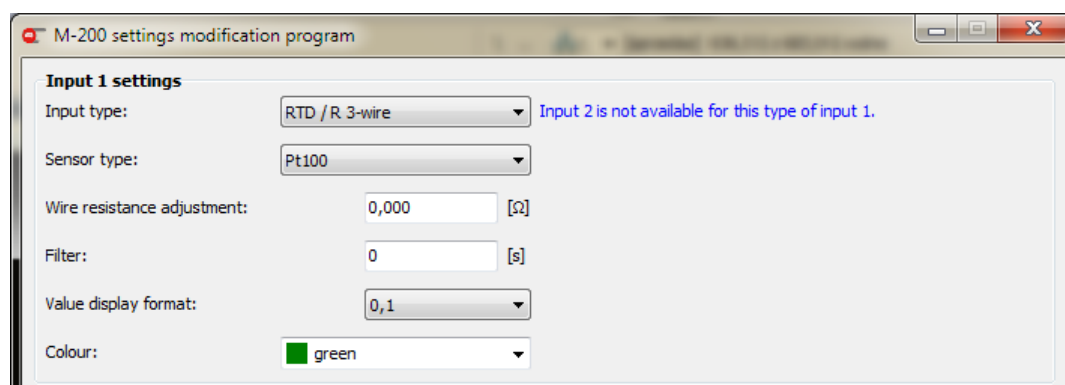 M-200 settings modification program
Input 1 settings
Input type: RTD / R 3-wire Input 2 is not available for this type of input 1.
Sensor type: Pt100
Wire resistance adjustment: 0,000 [Ω]
Filter: 0 [s]
Value display format: 0,1
Colour: green